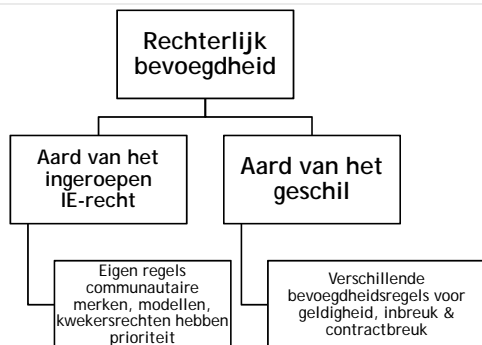 Rechterlijk
bevoegdheid
Aard van het
ingeroepen
IE-recht
Aard van het
geschil
Eigen regels
communautaire
merken, modellen,
kwekersrechten hebben
prioriteit
Verschillende
bevoegdheidsregels voor
geldigheid, inbreuk &
contractbreuk